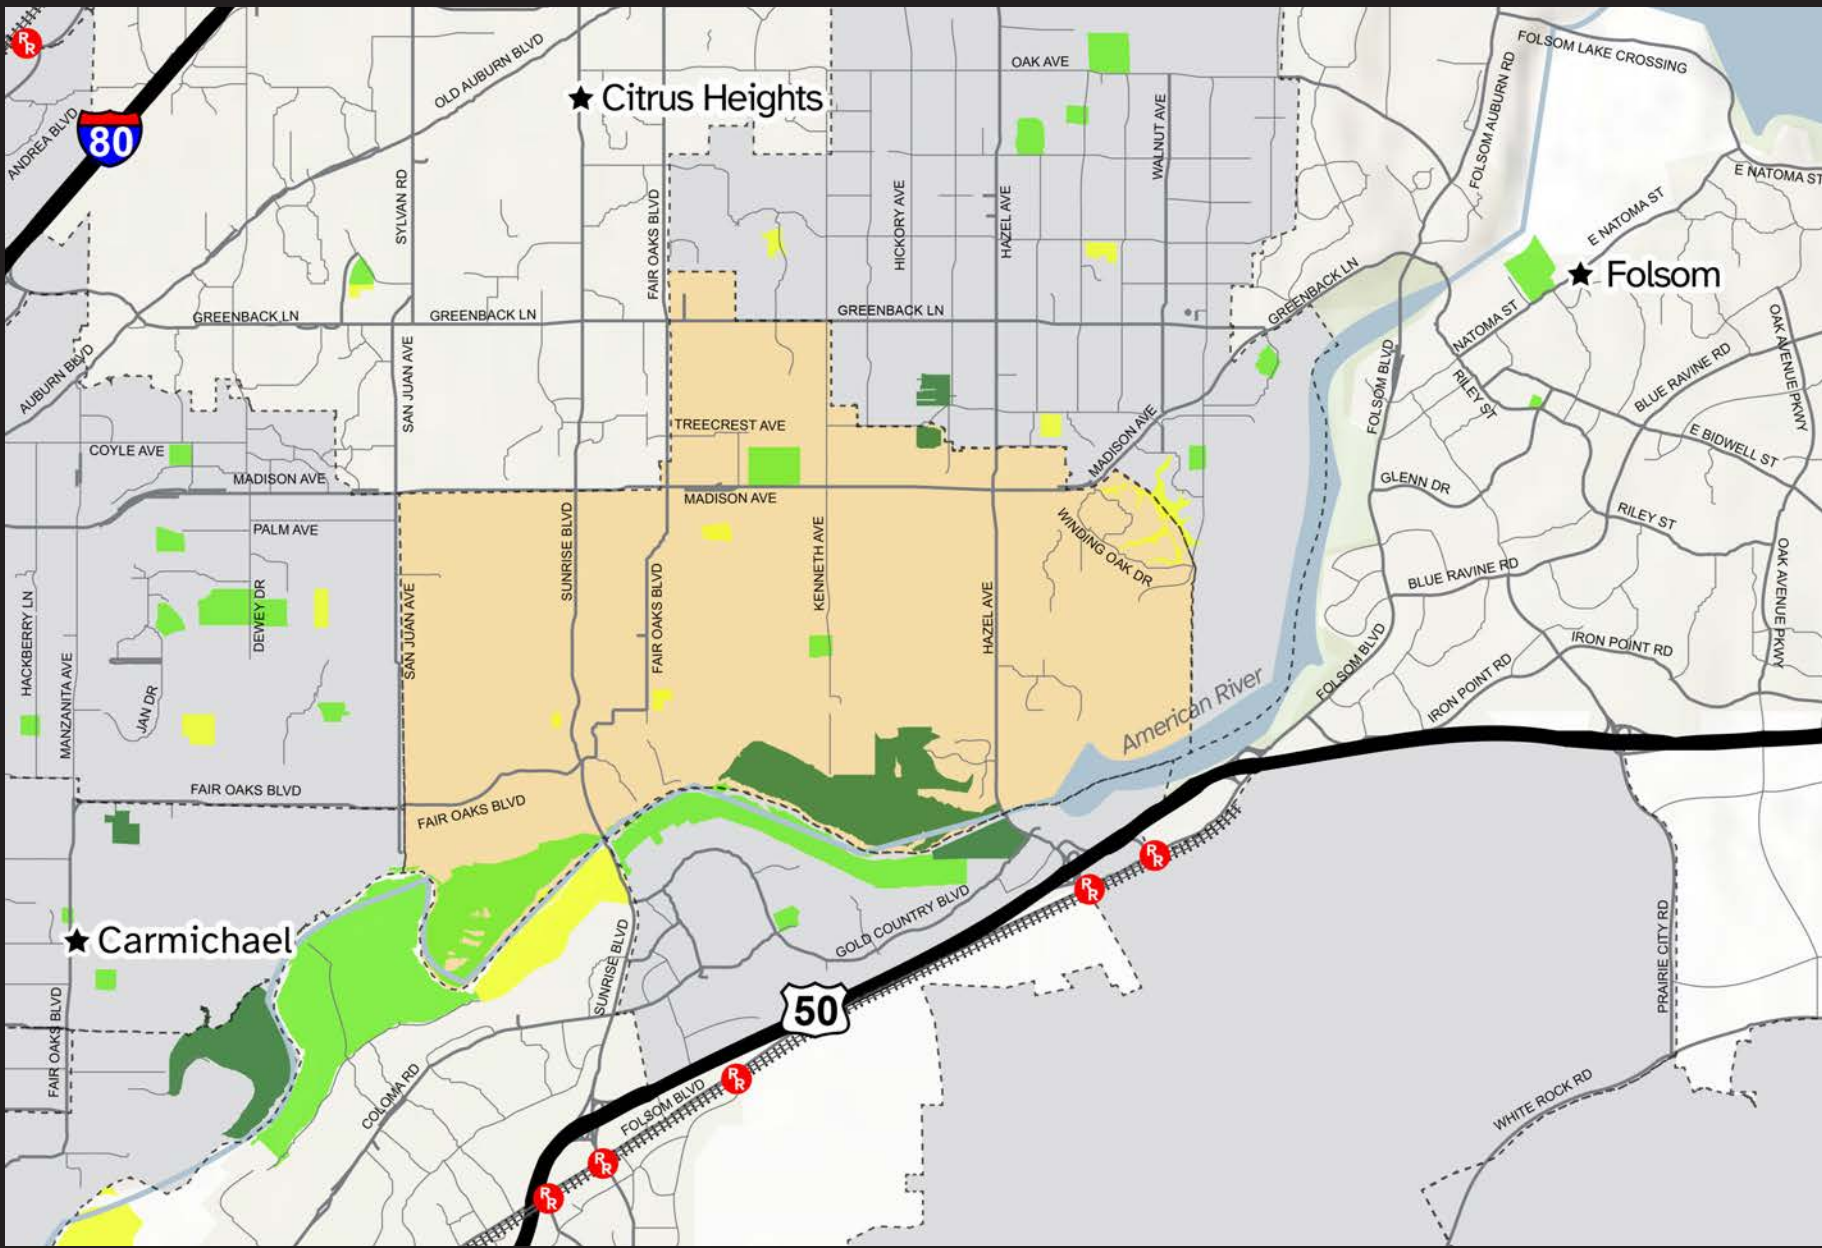 OAK AVE
FOLSOM LAKE CROSSING
R
R
OLD AUBURN BLVD
Citrus Heights
FOLSOM AUBURN RD
ANDREA BLVD
80
WALNUT AVE
E NATOMA ST
SYLVAN RD
FAIR OAKS BLVD
HICKORY AVE
HAZEL AVE
E NATOMA ST
Folsom
GREENBACK LN
GREENBACK LN
GREENBACK LN
GREENBACK LN
NATOMA ST
OAK AVENUE PKWY
AUBURN BLVD
SAN JUAN AVE
FOLSOM BLVD
RILEY ST
BLUE RAVINE RD
TREECREST AVE
MADISON AVE
E BIDWELL ST
COYLE AVE
MADISON AVE
MADISON AVE
GLENN DR
PALM AVE
SUNRISE BLVD
KENNETH AVE
WINDING OAK DR
RILEY ST
HACKBERRY LN
DEWEY DR
SAN JUAN AVE
FAIR OAKS BLVD
HAZEL AVE
BLUE RAVINE RD
OAK AVENUE PKWY
MANZANITA AVE
JAN DR
American River
FOLSOM BLVD
IRON POINT RD
IRON POINT RD
FAIR OAKS BLVD
FAIR OAKS BLVD
R
R
R
R
Carmichael
SUNRISE BLVD
GOLD COUNTRY BLVD
PRAIRIE CITY RD
FAIR OAKS BLVD
50
COLOMA RD
R
R
FOLSOM BLVD
WHITE ROCK RD
R
R
R
R